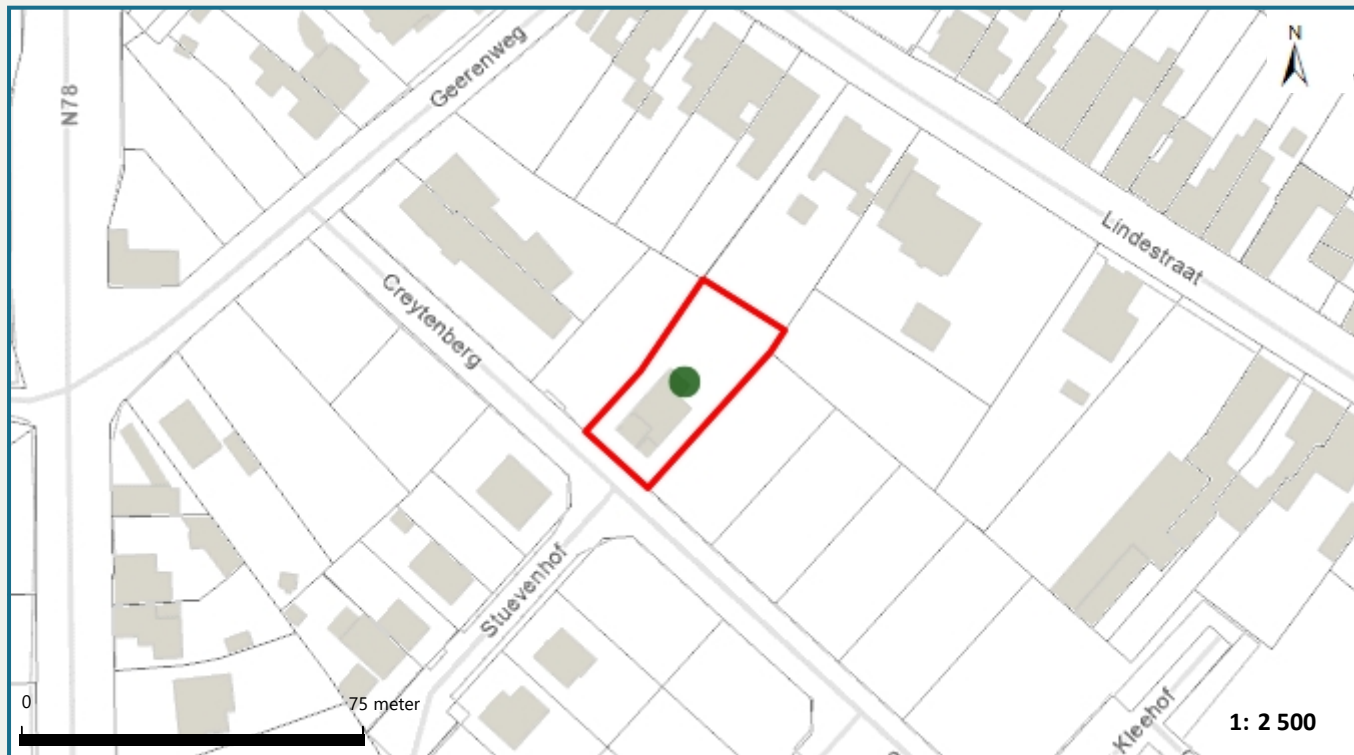 N
N78
Geerenweg
Lindestraat
Creytenberg
Stuevenhof
Kleehof
0
75 meter
1: 2 500